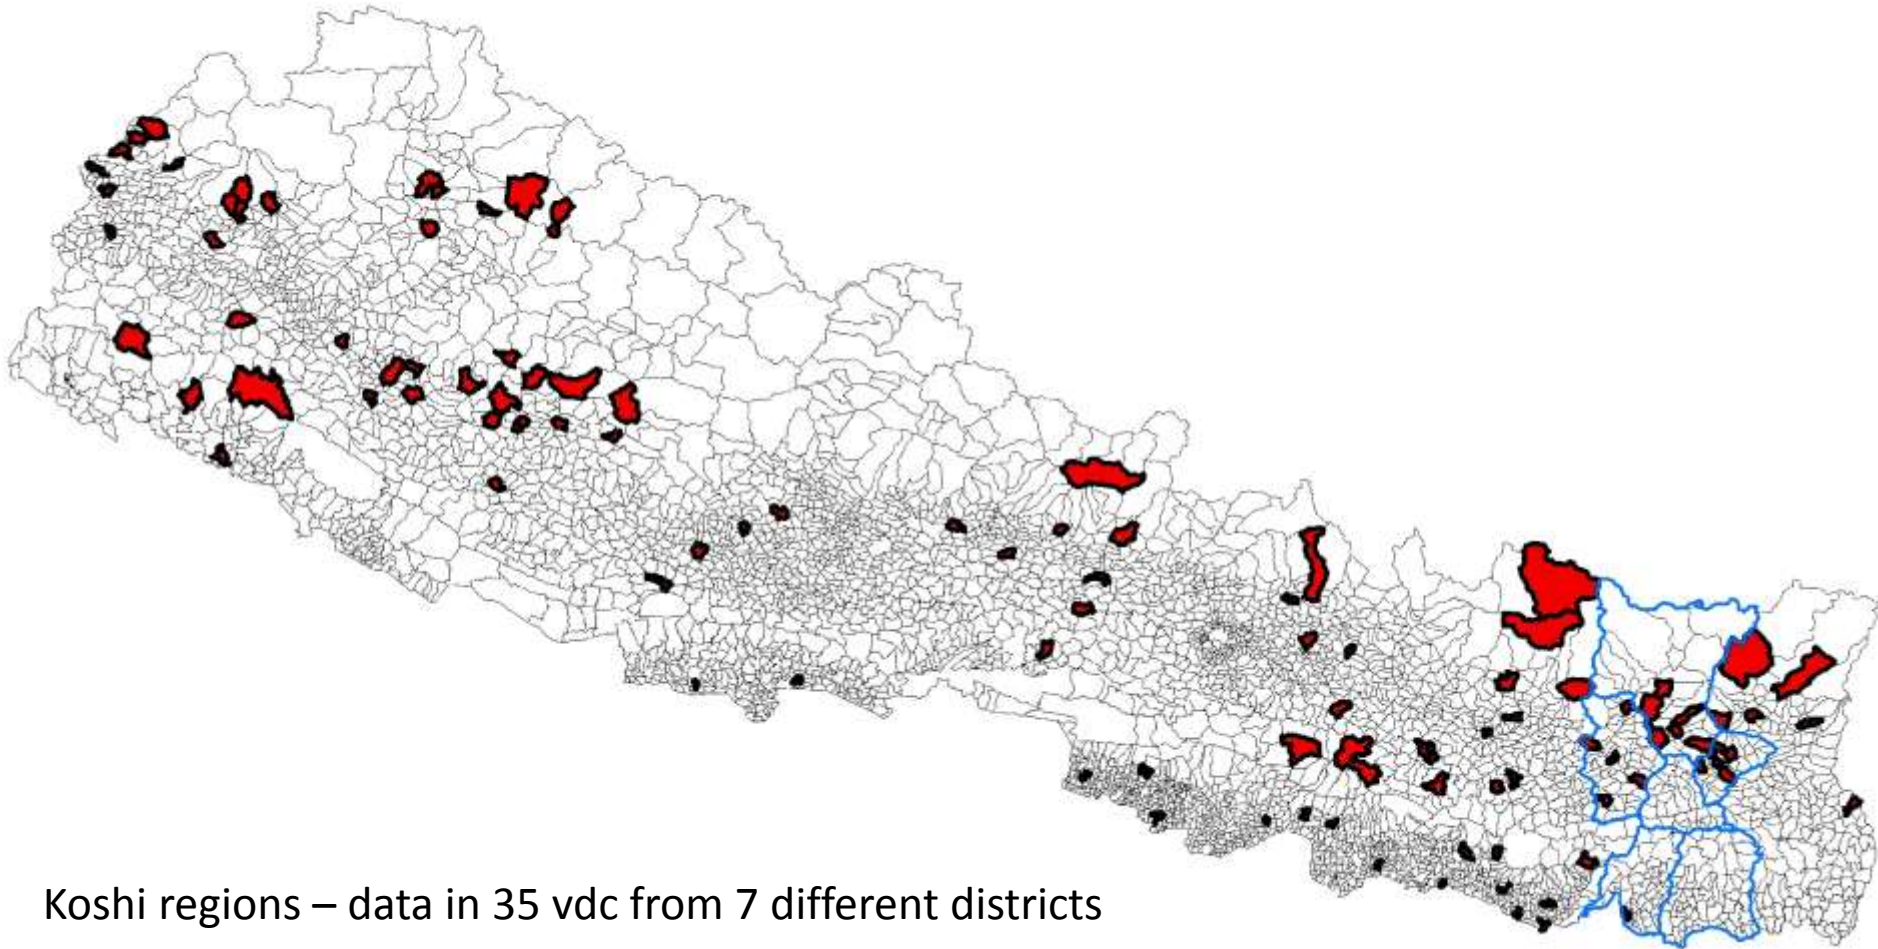 Koshi regions – data in 35 vdc from 7 different districts